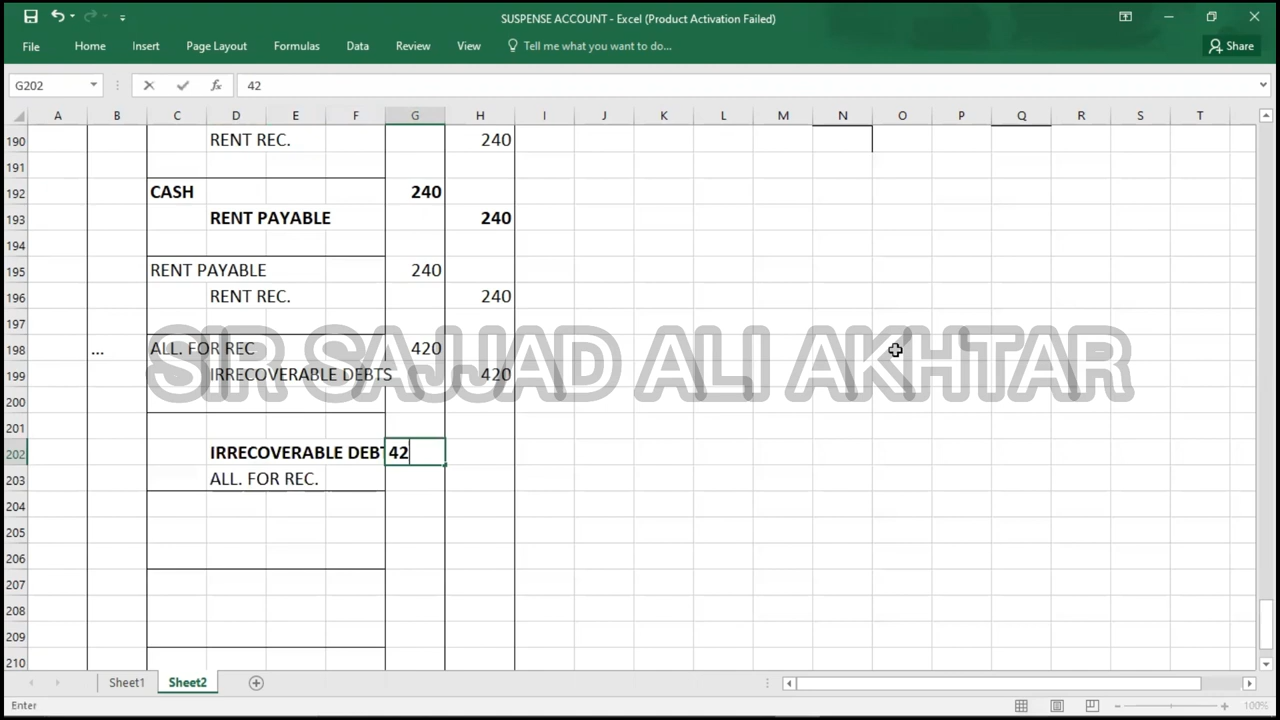 SUSPENSE ACCOUNT - Excel (Product Activation Failed)
File Home Insert Page Layout Formulas Data Review View Tell me what you want to do... Share
G202 fx 42
A B C D E F G H I J K L M N O P Q R S T
190 RENT REC. 240
191
192 CASH 240
193 RENT PAYABLE 240
194
195 RENT PAYABLE 240
196 RENT REC. 240
197
198 ... ALL. FOR REC 420
SIR SAJJAD ALI AKHTAR
199 IRRECOVERABLE DEBTS 420
200
201
202 IRRECOVERABLE DEBT 42
203 ALL. FOR REC.
204
205
206
207
208
209
210
Sheet1 Sheet2
Enter 100%